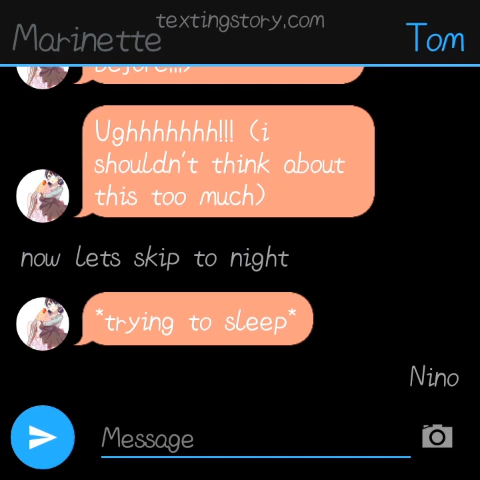 textingstory.com
Marinette
Tom
Ughhhhhhh!!! (i
shouldn't think about
this too much)
now lets skip to night
*trying to sleep*
Nino
Message